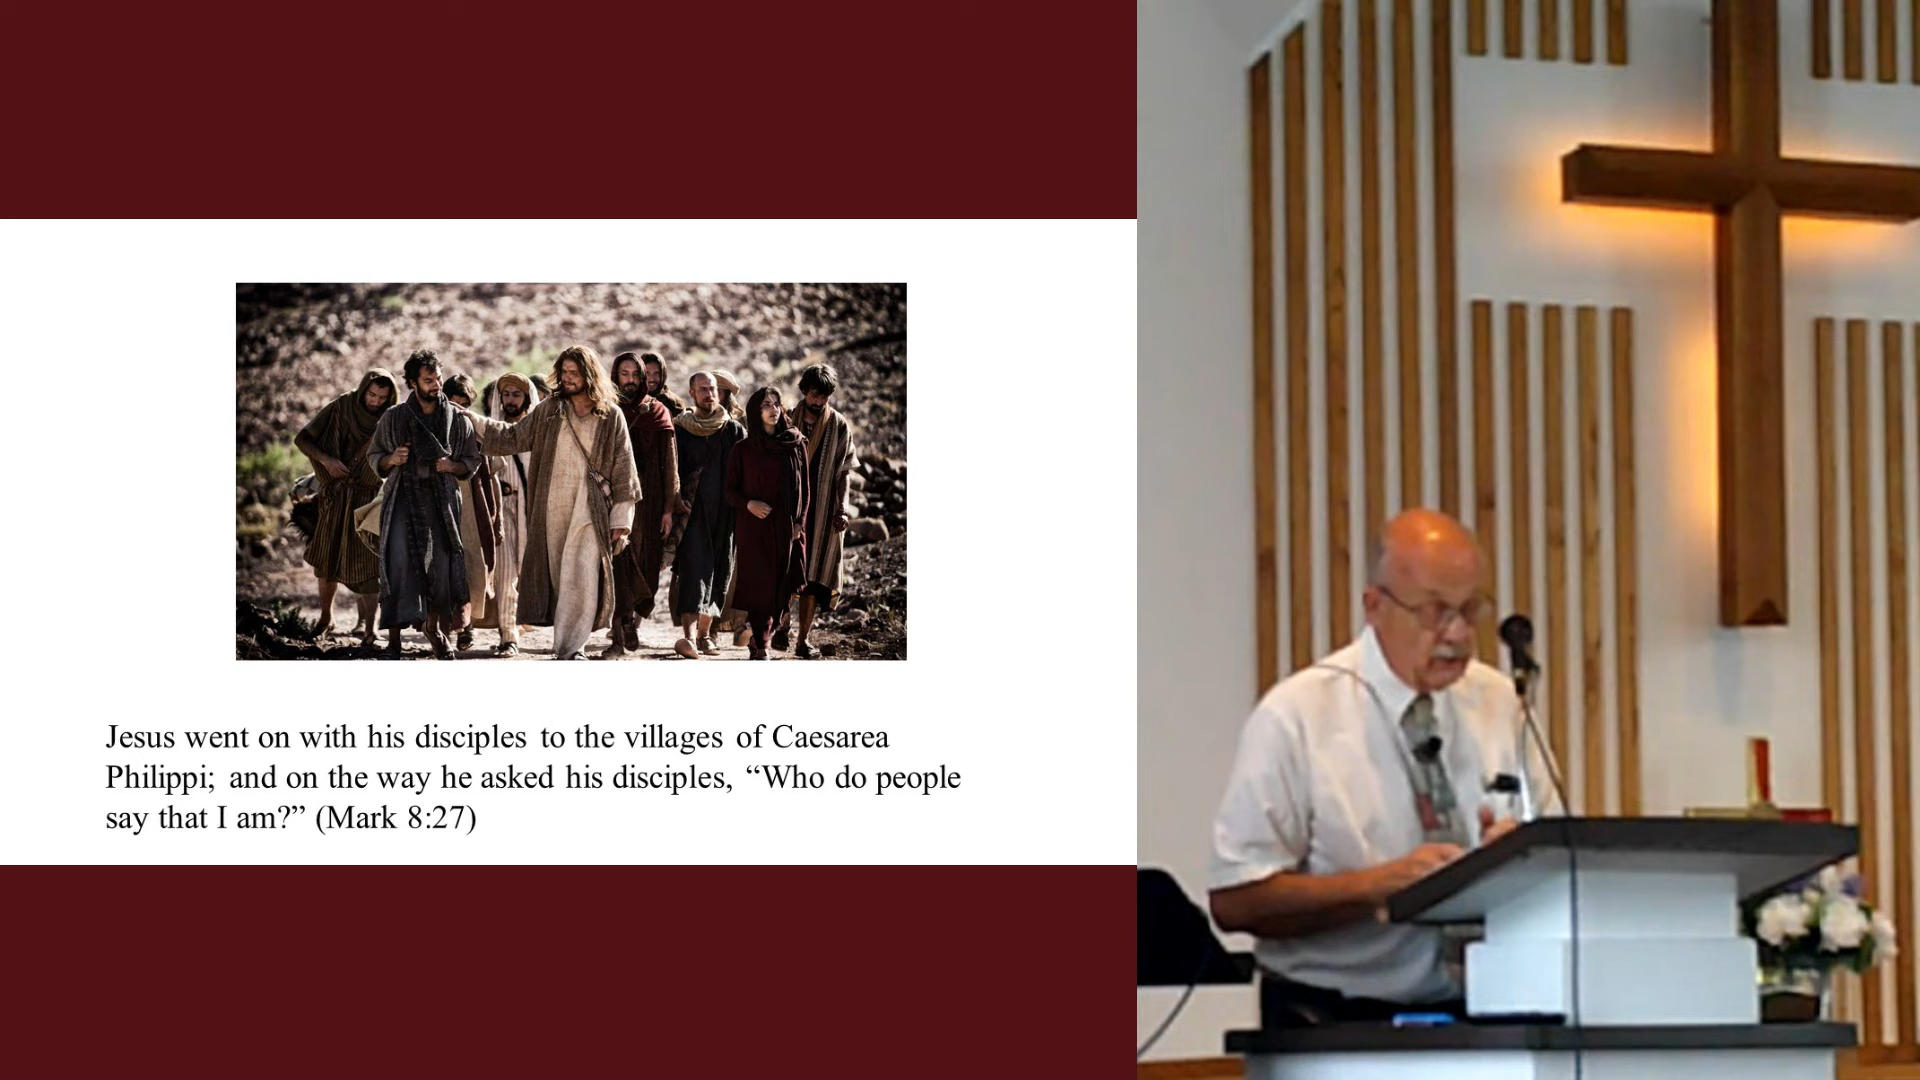 Jesus went on with his disciples to the villages of Caesarea
Philippi; and on the way he asked his disciples, “Who do people
say that I am?” (Mark 8:27)